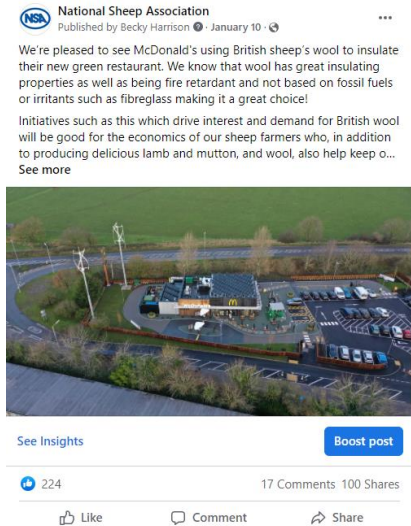 NSA
National Sheep Association
Published by Becky Harrison · January 10 ·
We're pleased to see McDonald's using British sheep's wool to insulate
their new green restaurant. We know that wool has great insulating
properties as well as being fire retardant and not based on fossil fuels
or irritants such as fibreglass making it a great choice!
Initiatives such as this which drive interest and demand for British wool
will be good for the economics of our sheep farmers who, in addition
to producing delicious lamb and mutton, and wool, also help keep o...
See more
See Insights
Boost post
224
17 Comments 100 Shares
Like
Comment
Share